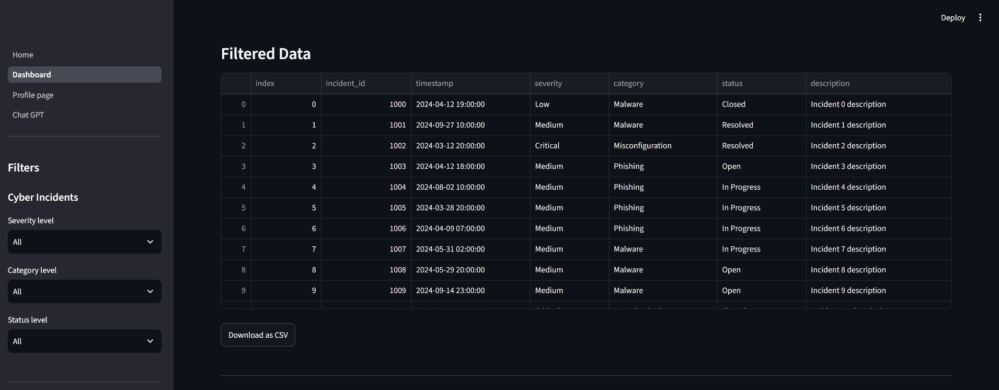 Deploy
Home
Dashboard
Profile page
Chat GPT
Filters
Cyber Incidents
Severity level
All
Category level
All
Status level
All
Filtered Data
index incident_id timestamp severity category status description
0 0 1000 2024-04-12 19:00:00 Low Malware Closed Incident 0 description
1 1 1001 2024-09-27 10:00:00 Medium Malware Resolved Incident 1 description
2 2 1002 2024-03-12 20:00:00 Critical Misconfiguration Resolved Incident 2 description
3 3 1003 2024-04-12 18:00:00 Medium Phishing Open Incident 3 description
4 4 1004 2024-08-02 10:00:00 Medium Phishing In Progress Incident 4 description
5 5 1005 2024-03-28 20:00:00 Medium Phishing In Progress Incident 5 description
6 6 1006 2024-04-09 07:00:00 Medium Phishing In Progress Incident 6 description
7 7 1007 2024-05-31 02:00:00 Medium Malware In Progress Incident 7 description
8 8 1008 2024-05-29 20:00:00 Medium Malware Open Incident 8 description
9 9 1009 2024-09-14 23:00:00 Medium Malware Open Incident 9 description
Download as CSV